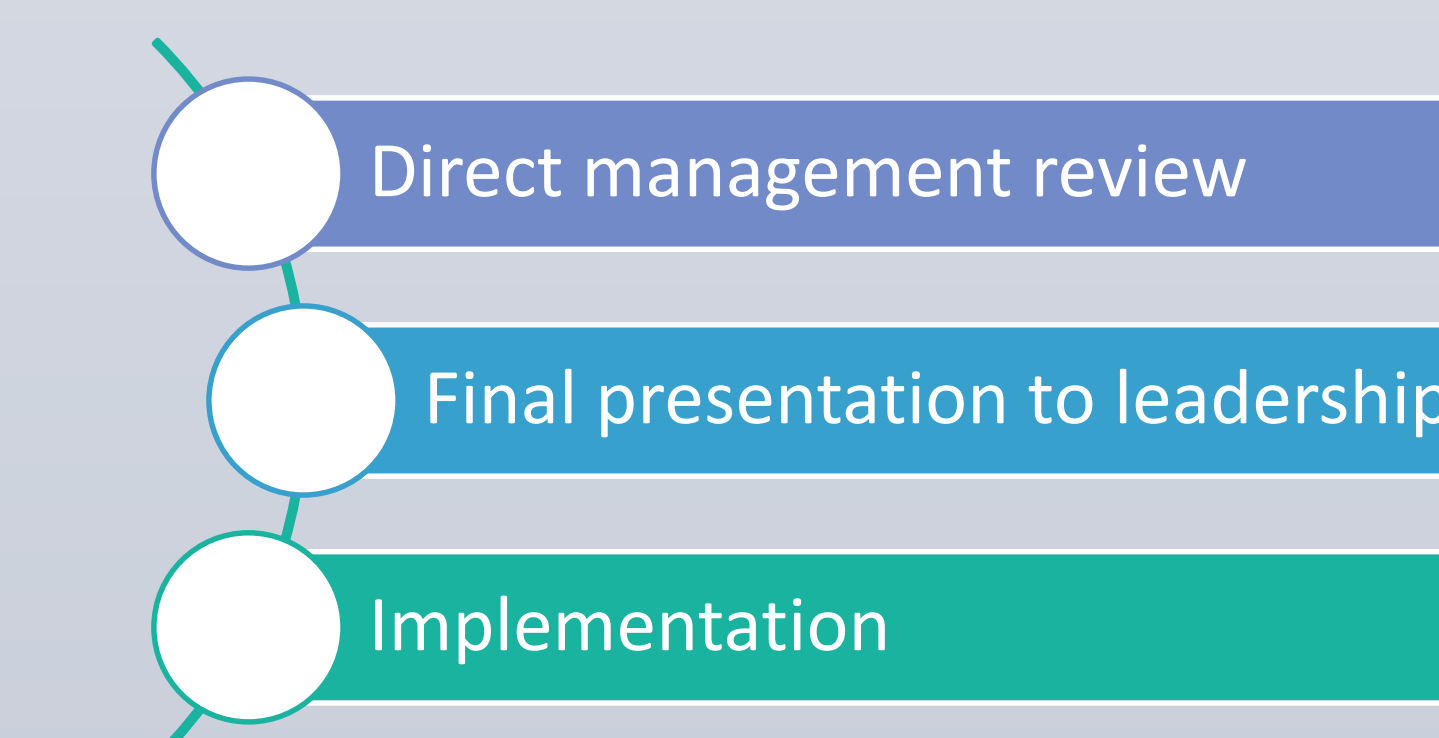 Direct management review
Final presentation to leadership
Implementation